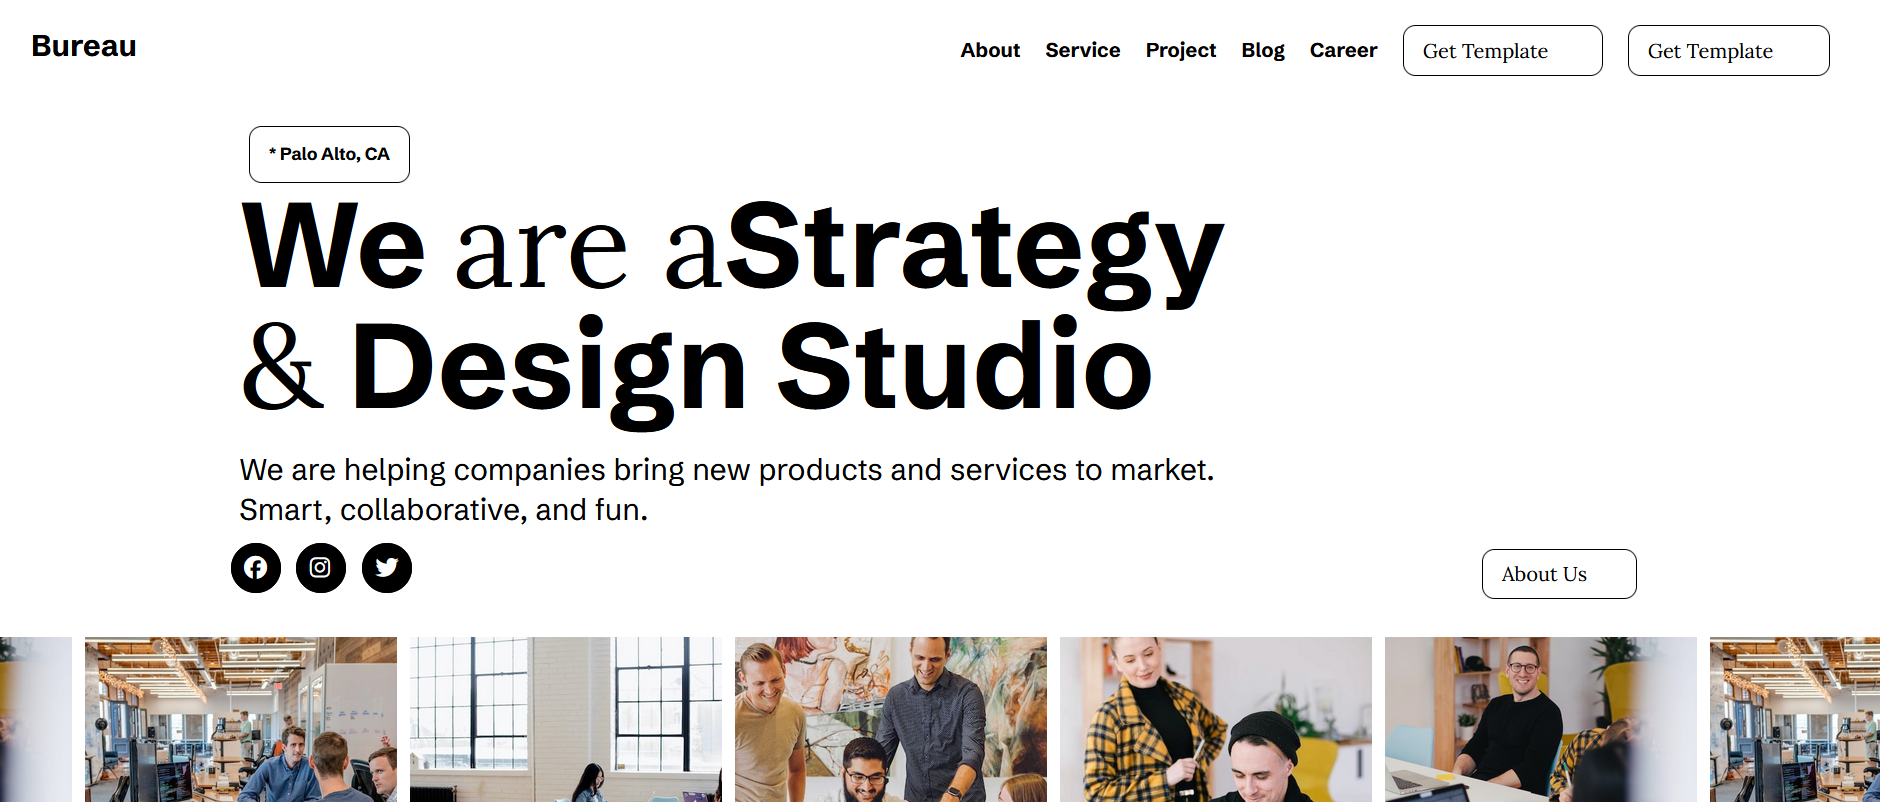 Bureau
About Service Project Blog Career Get Template Get Template
* Palo Alto, CA
We are aStrategy
& Design Studio
We are helping companies bring new products and services to market.
Smart, collaborative, and fun.
About Us